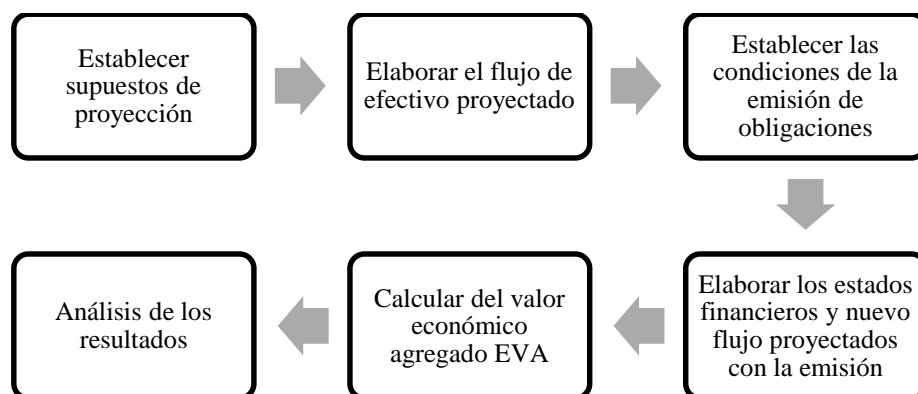 Establecer
supuestos de
proyección
Elaborar el flujo de
efectivo proyectado
Establecer las
condiciones de la
emisión de
obligaciones
Elaborar los estados
financieros y nuevo
flujo proyectados
con la emisión
Calcular del valor
económico
agregado EVA
Análisis de los
resultados